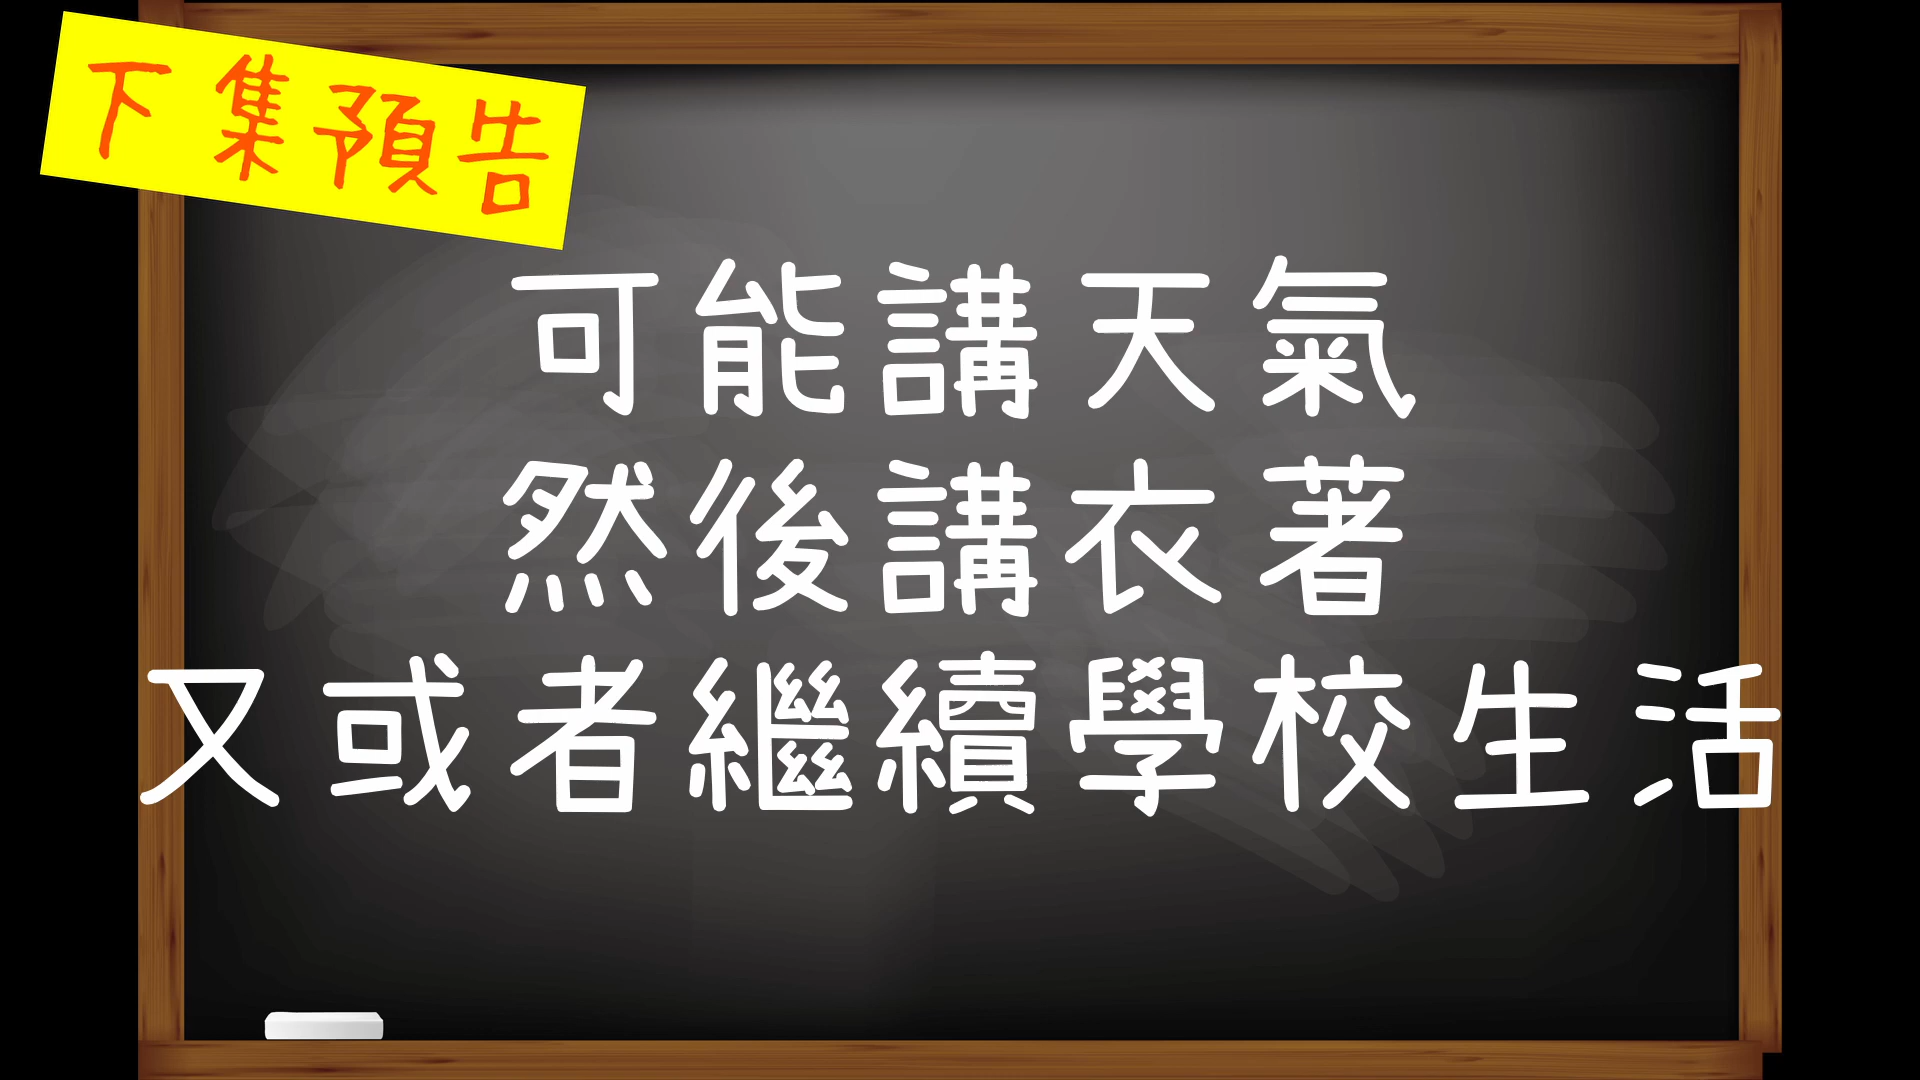 下集預告
可能講天氣
然後講衣著
又或者繼續學校生活